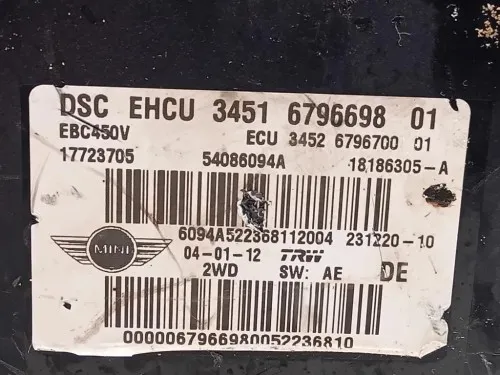 DSC EHCU 3451 6796698 01
EBC450V ECU 3452 6796700 01
17723705 54086094A 18186305-A
6094A522368112004 231220-10
MINI 04-01-12 TRW
2WD SW: AE DE
0000067966980052236810